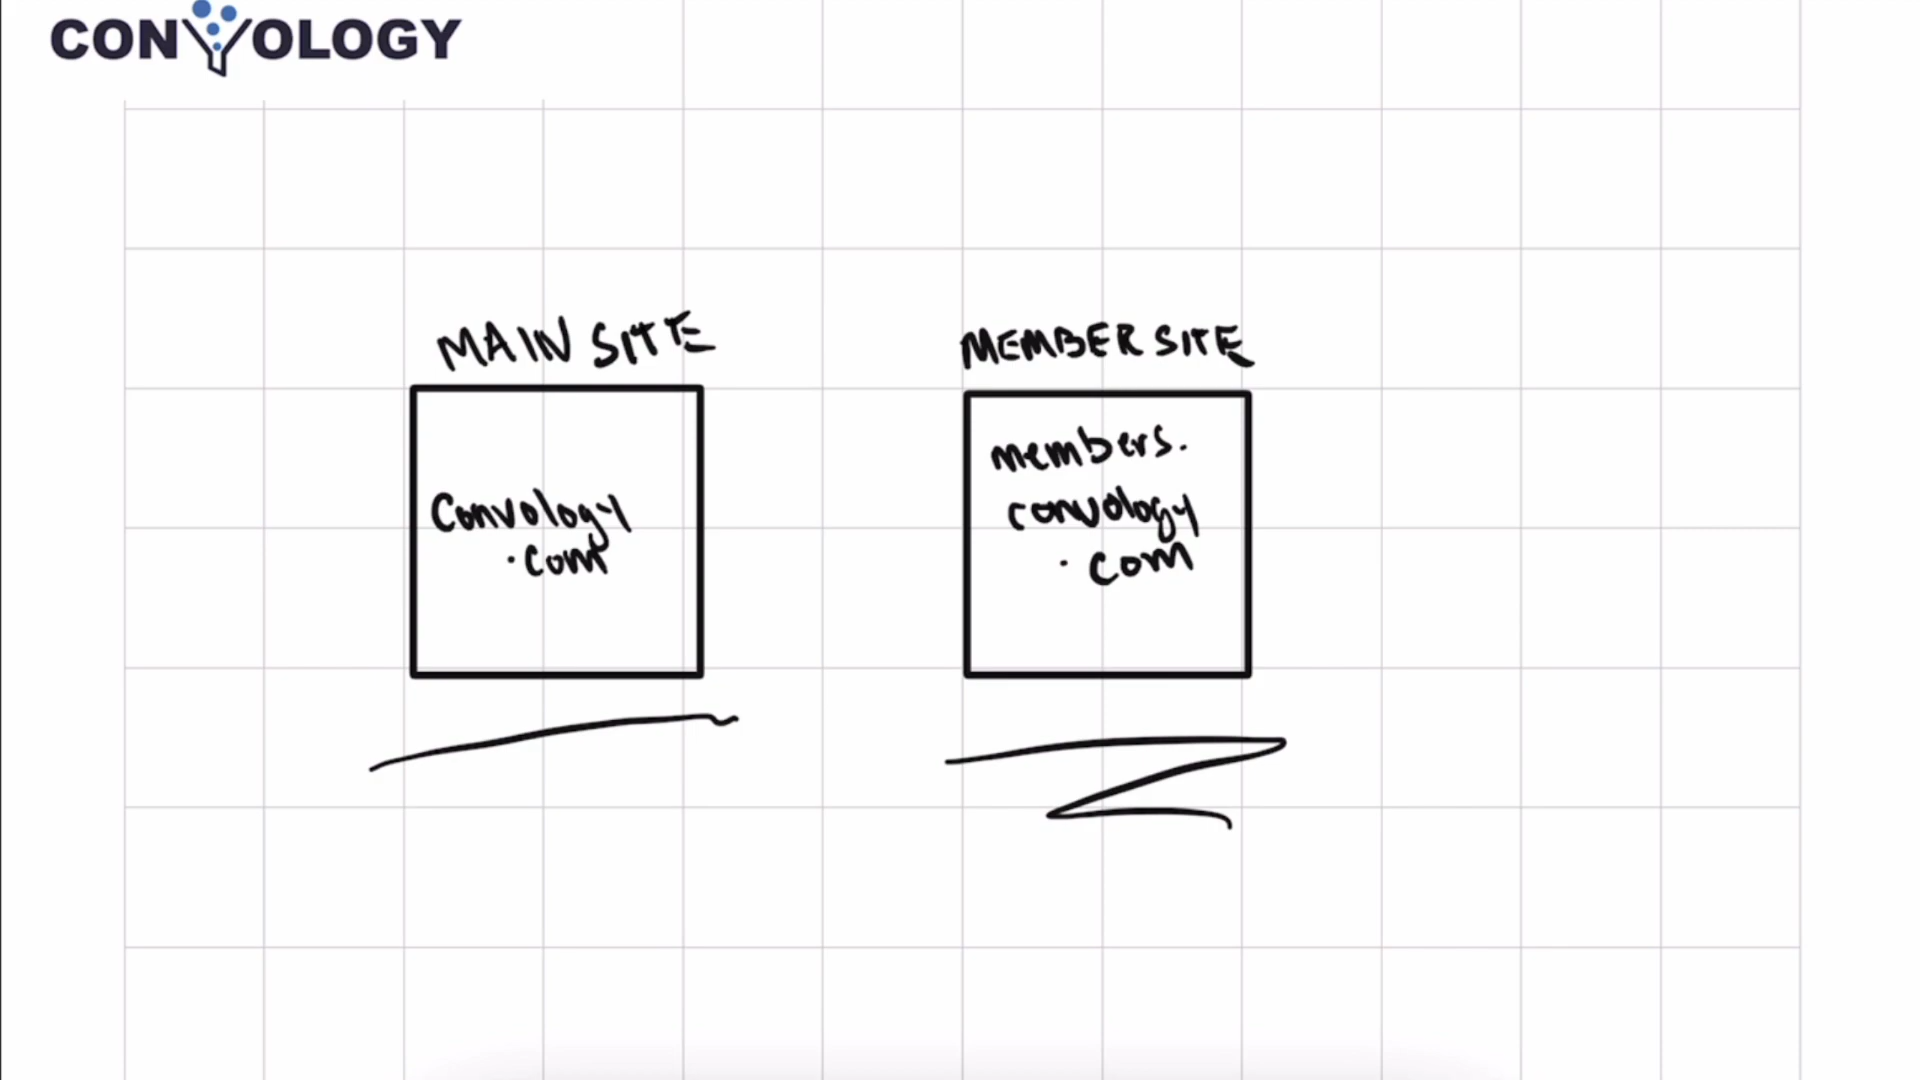 CONVOLOGY
MAIN SITE
Convology
.com
MEMBER SITE
members.
convology
.com